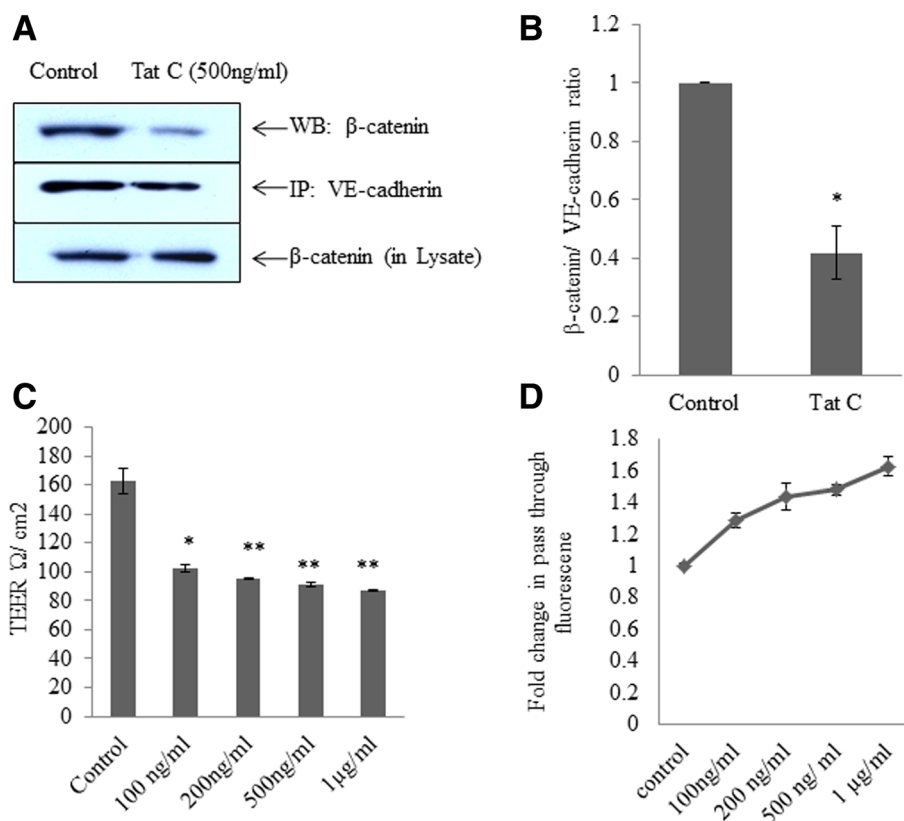 A
Control Tat C (500ng/ml)
WB: β-catenin
IP: VE-cadherin
β-catenin (in Lysate)
B
β-catenin/ VE-cadherin ratio
1.2
1
0.8
0.6
0.4
0.2
0
*
Control Tat C
C
TEER Ω/ cm2
200
180
160
140
120
100
80
60
40
20
0
* ** ** **
Control 100 ng/ml 200ng/ml 500ng/ml 1µg/ml
D
Fold change in pass through
fluorescene
1.8
1.6
1.4
1.2
1
0.8
0.6
0.4
0.2
0
control 100ng/ml 200 ng/ml 500 ng/ ml 1 µg/ml